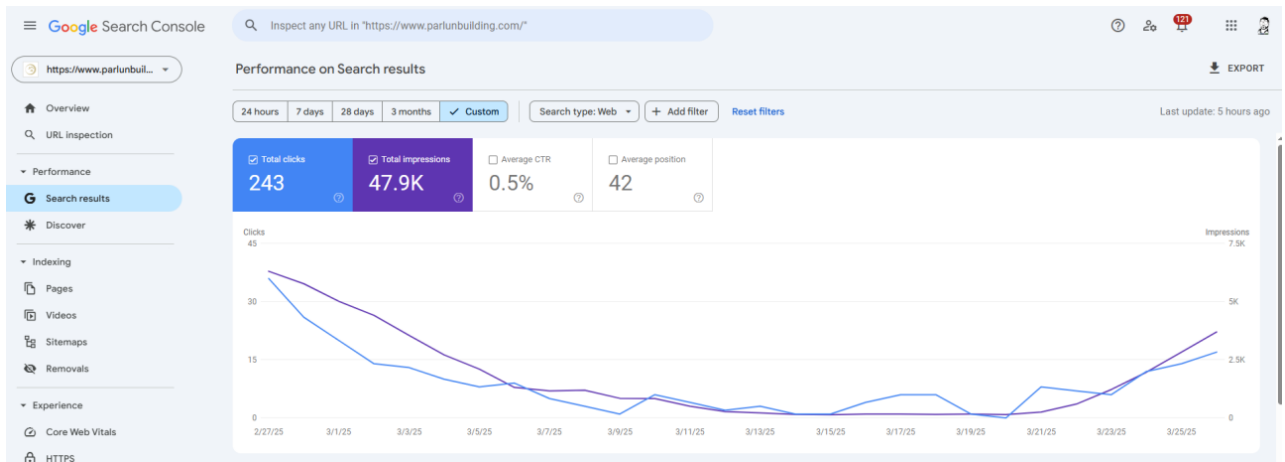 Google Search Console
Inspect any URL in "https://www.parlunbuilding.com/"
121
https://www.parlunbuil...
Performance on Search results
EXPORT
24 hours
7 days
28 days
3 months
Custom
Search type: Web
+ Add filter
Reset filters
Last update: 5 hours ago
Overview
URL inspection
Performance
Search results
Discover
Indexing
Pages
Videos
Sitemaps
Removals
Experience
Core Web Vitals
HTTPS
Total clicks
243
Total impressions
47.9K
Average CTR
0.5%
Average position
42
Clicks
45
30
15
0
Impressions
7.5K
5K
2.5K
0
2/27/25
3/1/25
3/3/25
3/5/25
3/7/25
3/9/25
3/11/25
3/13/25
3/15/25
3/17/25
3/19/25
3/21/25
3/23/25
3/25/25